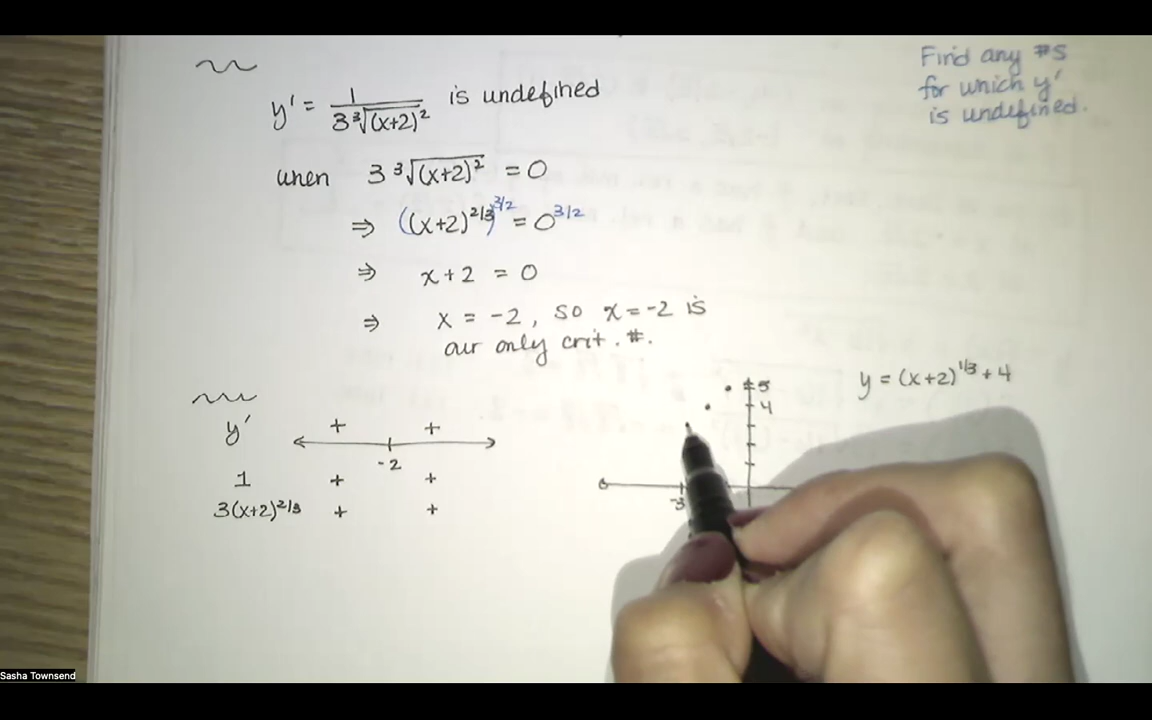 Find any #s
for which y'
is undefined.
y' = 1/(3∛(x+2)²) is undefined
when 3∛(x+2)² = 0
⇒ ((x+2)^2/3)^3/2 = 0^3/2
⇒ x + 2 = 0
⇒ x = -2, so x = -2 is
our only crit. #.
y = (x+2)^1/3 + 4
5
4
y' + +
-2
1 + +
3(x+2)^2/3 + +
-3
Sasha Townsend